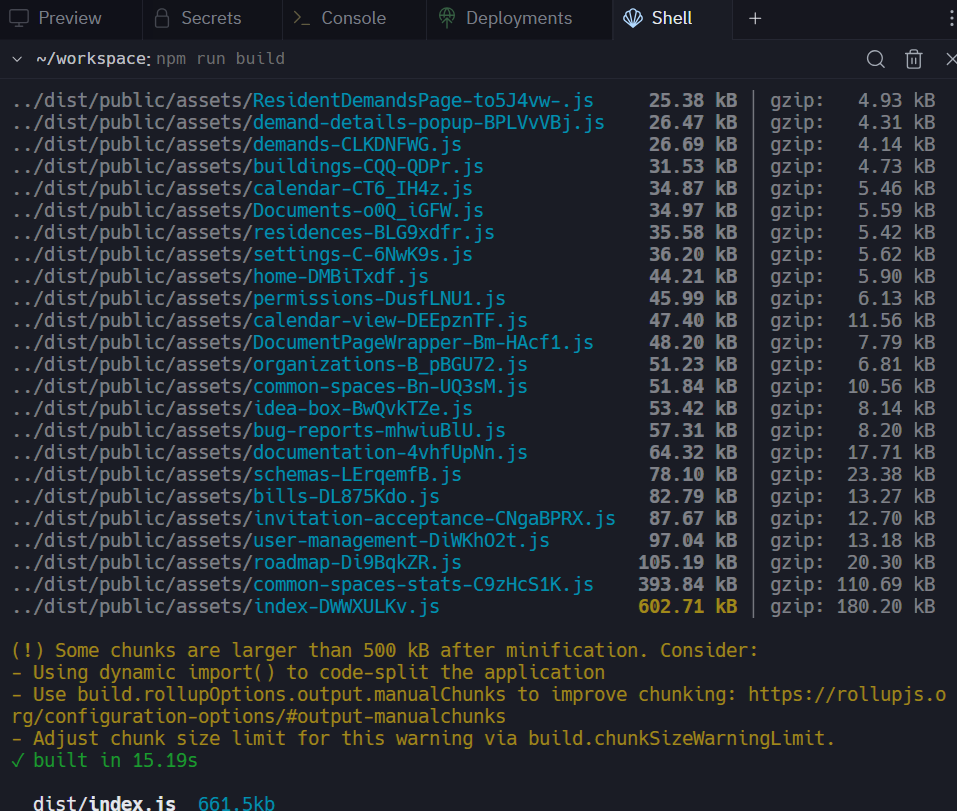 Preview Secrets Console Deployments Shell
~/workspace: npm run build
../dist/public/assets/ResidentDemandsPage-to5J4vw-.js 25.38 kB │ gzip: 4.93 kB
../dist/public/assets/demand-details-popup-BPLVvVBj.js 26.47 kB │ gzip: 4.31 kB
../dist/public/assets/demands-CLKDNFWG.js 26.69 kB │ gzip: 4.14 kB
../dist/public/assets/buildings-CQQ-QDPr.js 31.53 kB │ gzip: 4.73 kB
../dist/public/assets/calendar-CT6_IH4z.js 34.87 kB │ gzip: 5.46 kB
../dist/public/assets/Documents-o0Q_iGFW.js 34.97 kB │ gzip: 5.59 kB
../dist/public/assets/residences-BLG9xdfr.js 35.58 kB │ gzip: 5.42 kB
../dist/public/assets/settings-C-6NwK9s.js 36.20 kB │ gzip: 5.62 kB
../dist/public/assets/home-DMBiTxdf.js 44.21 kB │ gzip: 5.90 kB
../dist/public/assets/permissions-DusfLNU1.js 45.99 kB │ gzip: 6.13 kB
../dist/public/assets/calendar-view-DEEpznTF.js 47.40 kB │ gzip: 11.56 kB
../dist/public/assets/DocumentPageWrapper-Bm-HAcf1.js 48.20 kB │ gzip: 7.79 kB
../dist/public/assets/organizations-B_pBGU72.js 51.23 kB │ gzip: 6.81 kB
../dist/public/assets/common-spaces-Bn-UQ3sM.js 51.84 kB │ gzip: 10.56 kB
../dist/public/assets/idea-box-BwQvkTZe.js 53.42 kB │ gzip: 8.14 kB
../dist/public/assets/bug-reports-mhwiuBlU.js 57.31 kB │ gzip: 8.20 kB
../dist/public/assets/documentation-4vhfUpNn.js 64.32 kB │ gzip: 17.71 kB
../dist/public/assets/schemas-LErqemfB.js 78.10 kB │ gzip: 23.38 kB
../dist/public/assets/bills-DL875Kdo.js 82.79 kB │ gzip: 13.27 kB
../dist/public/assets/invitation-acceptance-CNgaBPRX.js 87.67 kB │ gzip: 12.70 kB
../dist/public/assets/user-management-DiWKhO2t.js 97.04 kB │ gzip: 13.18 kB
../dist/public/assets/roadmap-Di9BqkZR.js 105.19 kB │ gzip: 20.30 kB
../dist/public/assets/common-spaces-stats-C9zHcS1K.js 393.84 kB │ gzip: 110.69 kB
../dist/public/assets/index-DWWXULKv.js 602.71 kB │ gzip: 180.20 kB
(!) Some chunks are larger than 500 kB after minification. Consider:
- Using dynamic import() to code-split the application
- Use build.rollupOptions.output.manualChunks to improve chunking: https://rollupjs.o
rg/configuration-options/#output-manualchunks
- Adjust chunk size limit for this warning via build.chunkSizeWarningLimit.
✓ built in 15.19s
dist/index.js 661.5kb